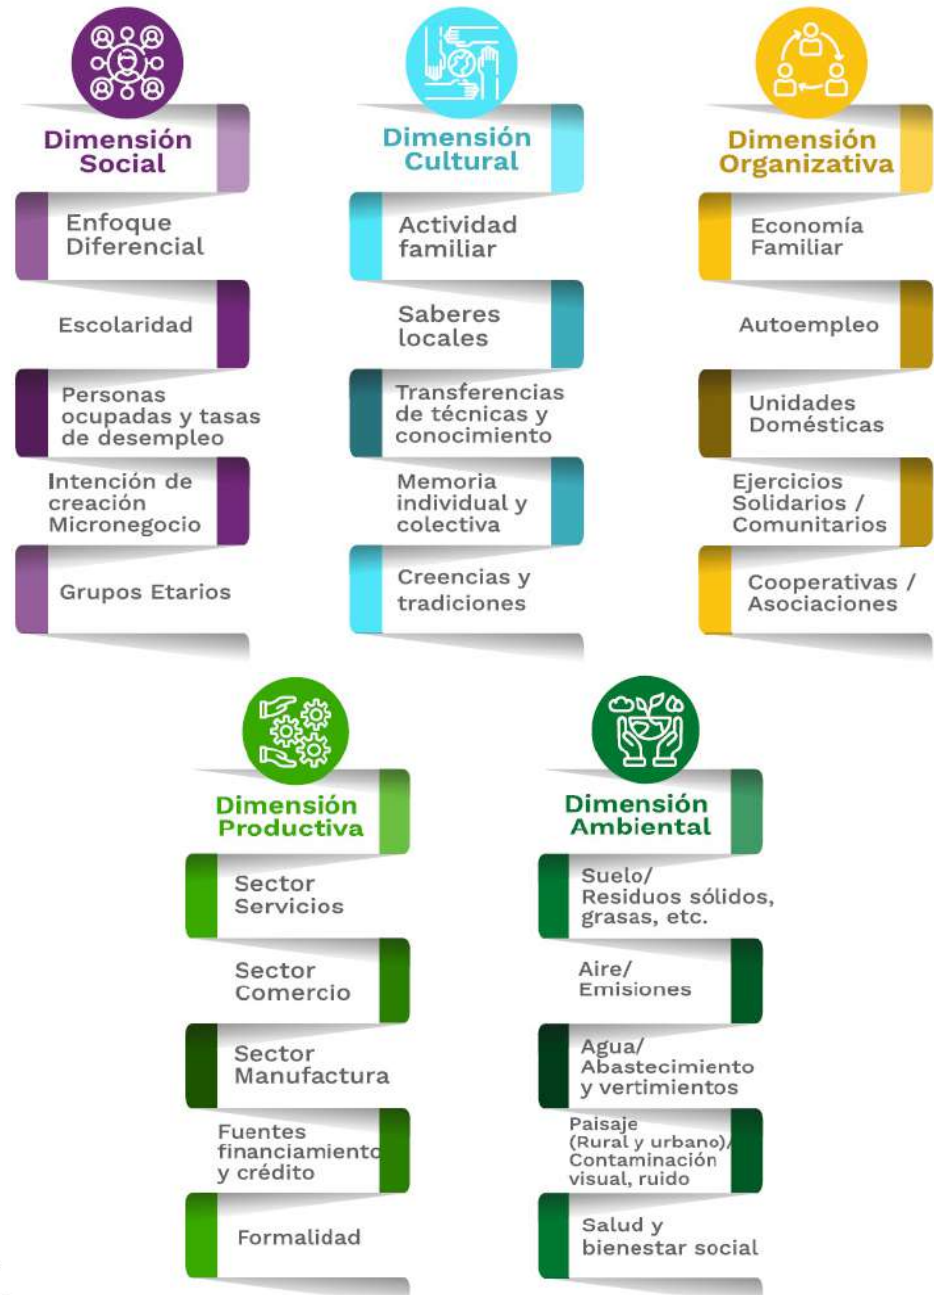 Dimensión
Social
Enfoque
Diferencial
Escolaridad
Personas
ocupadas y tasas
de desempleo
Intención de
creación
Micronegocio
Grupos Etarios
Dimensión
Cultural
Actividad
familiar
Saberes
locales
Transferencias
de técnicas y
conocimiento
Memoria
individual y
colectiva
Creencias y
tradiciones
Dimensión
Organizativa
Economía
Familiar
Autoempleo
Unidades
Domésticas
Ejercicios
Solidarios /
Comunitarios
Cooperativas /
Asociaciones
Dimensión
Productiva
Sector
Servicios
Sector
Comercio
Sector
Manufactura
Fuentes
financiamiento
y crédito
Formalidad
Dimensión
Ambiental
Suelo/
Residuos sólidos,
grasas, etc.
Aire/
Emisiones
Agua/
Abastecimiento
y vertimientos
Paisaje
(Rural y urbano)/
Contaminación
visual, ruido
Salud y
bienestar social